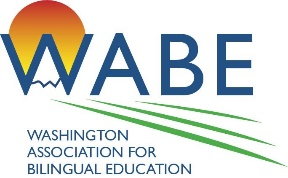 WABE
WASHINGTON
ASSOCIATION FOR
BILINGUAL EDUCATION